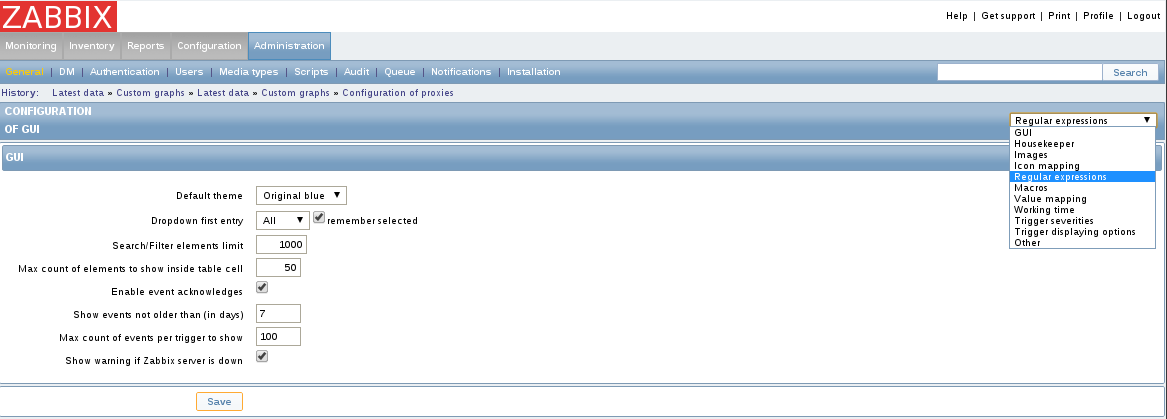 ZABBIX
Help | Get support | Print | Profile | Logout
Monitoring Inventory Reports Configuration Administration
General | DM | Authentication | Users | Media types | Scripts | Audit | Queue | Notifications | Installation Search
History: Latest data » Custom graphs » Latest data » Custom graphs » Configuration of proxies
CONFIGURATION
OF GUI
Regular expressions
GUI
Housekeeper
Images
Icon mapping
Regular expressions
Macros
Value mapping
Working time
Trigger severities
Trigger displaying options
Other
GUI
Default theme Original blue
Dropdown first entry All remember selected
Search/Filter elements limit 1000
Max count of elements to show inside table cell 50
Enable event acknowledges
Show events not older than (in days) 7
Max count of events per trigger to show 100
Show warning if Zabbix server is down
Save